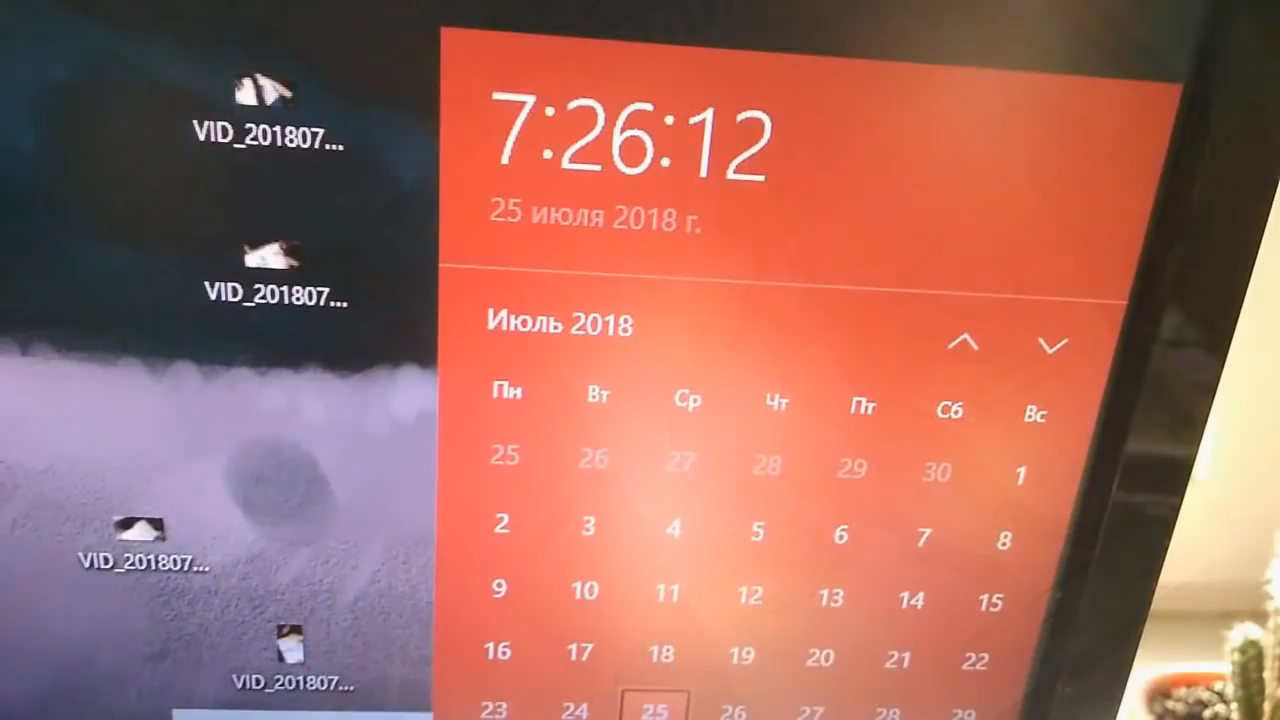 VID_201807...
VID_201807...
VID_201807...
VID_201807...
7:26:12
25 июля 2018 г.
Июль 2018
Пн Вт Ср Чт Пт Сб Вс
25 26 27 28 29 30 1
2 3 4 5 6 7 8
9 10 11 12 13 14 15
16 17 18 19 20 21 22
23 24 25 26 27 28 29